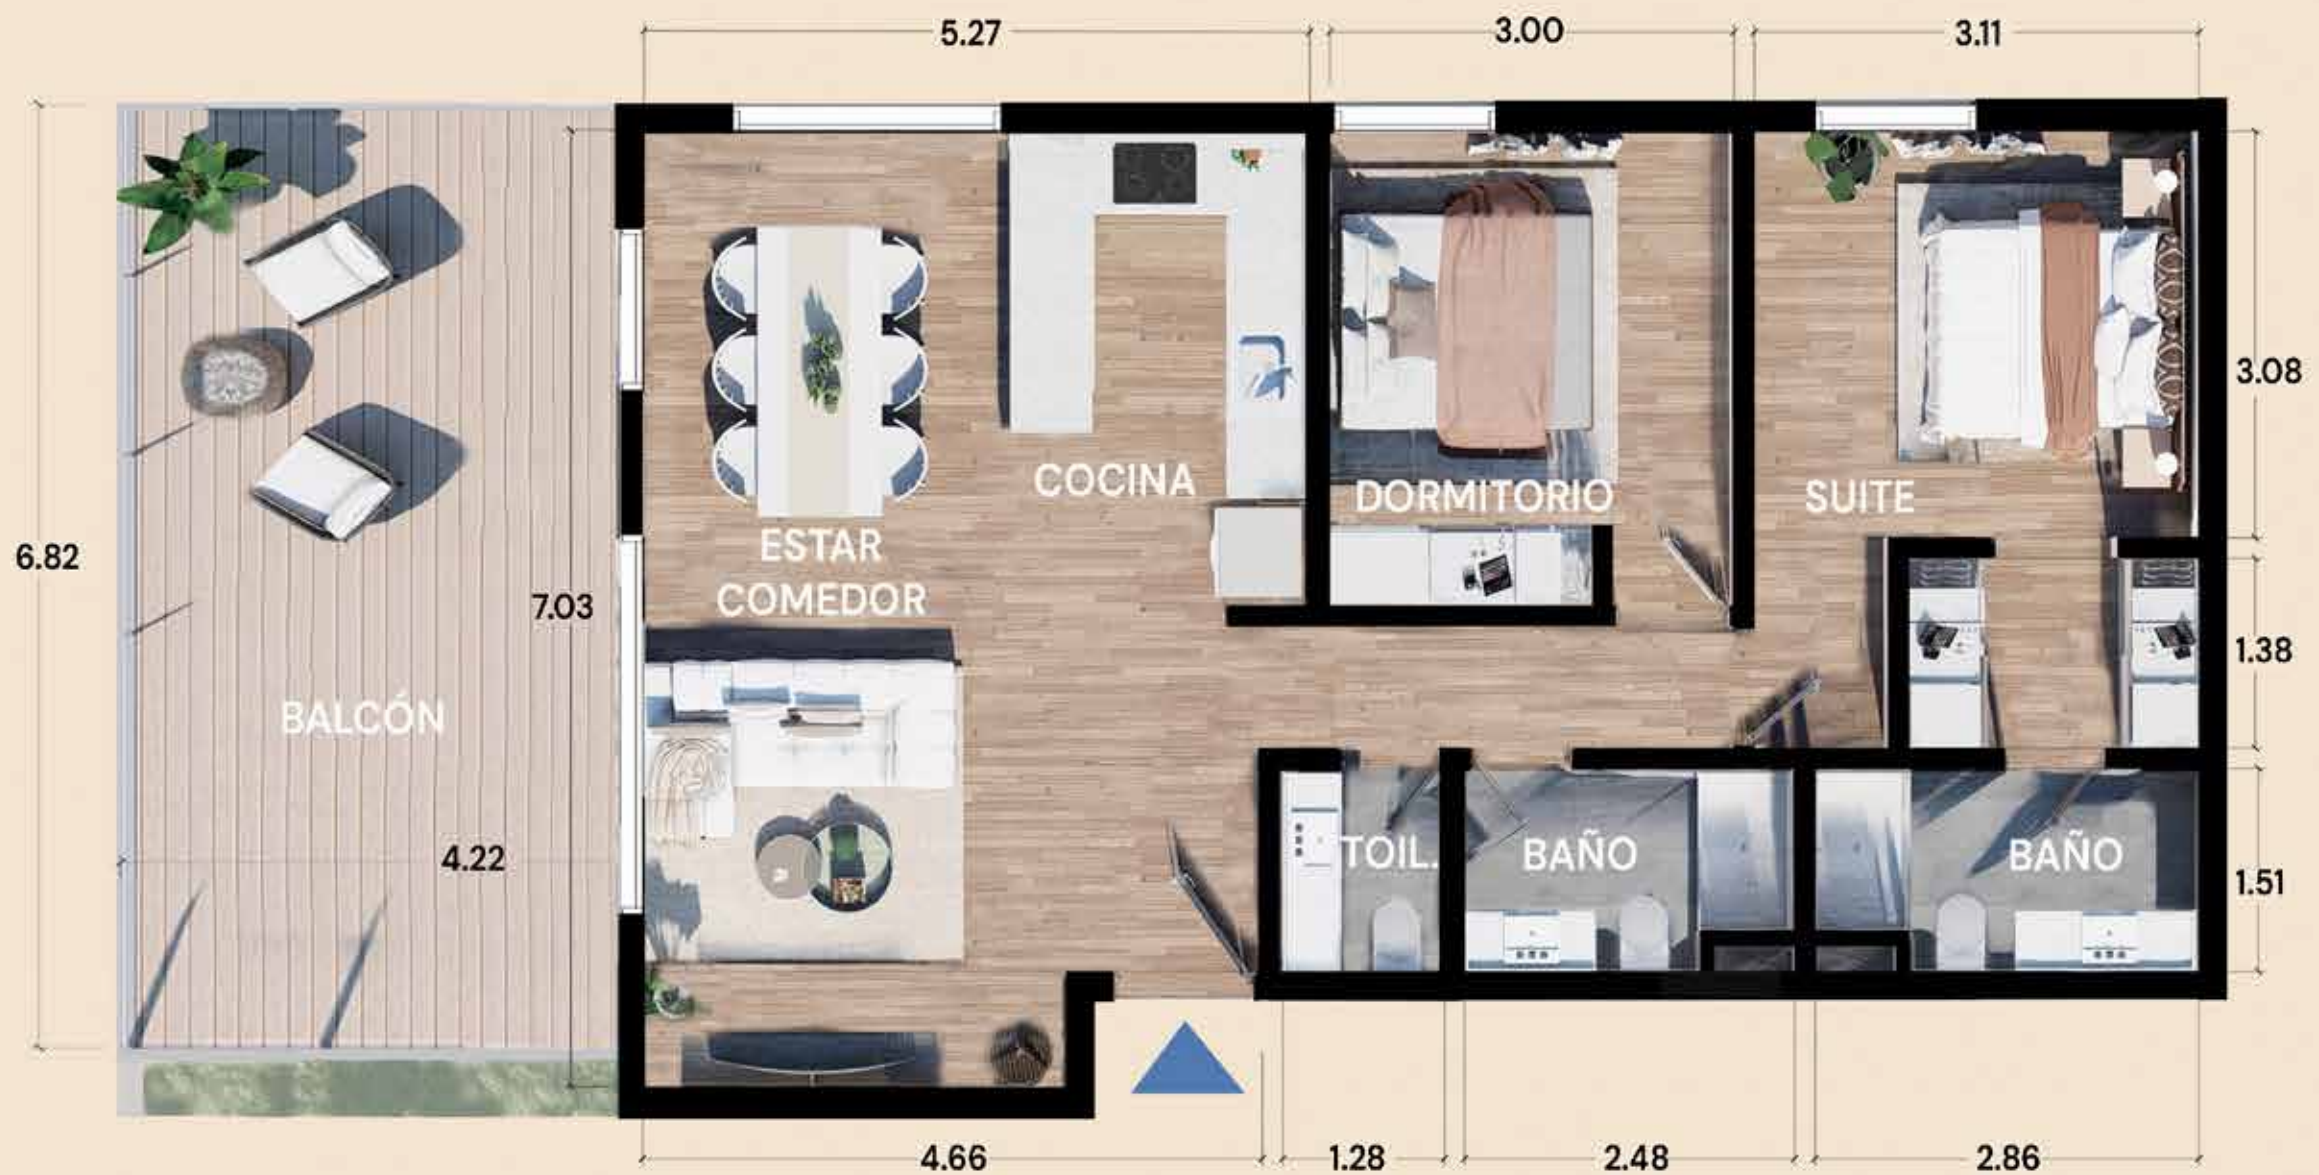 5.27
3.00
3.11
6.82
7.03
4.22
BALCÓN
ESTAR
COMEDOR
COCINA
DORMITORIO
SUITE
3.08
1.38
1.51
TOIL.
BAÑO
BAÑO
4.66
1.28
2.48
2.86